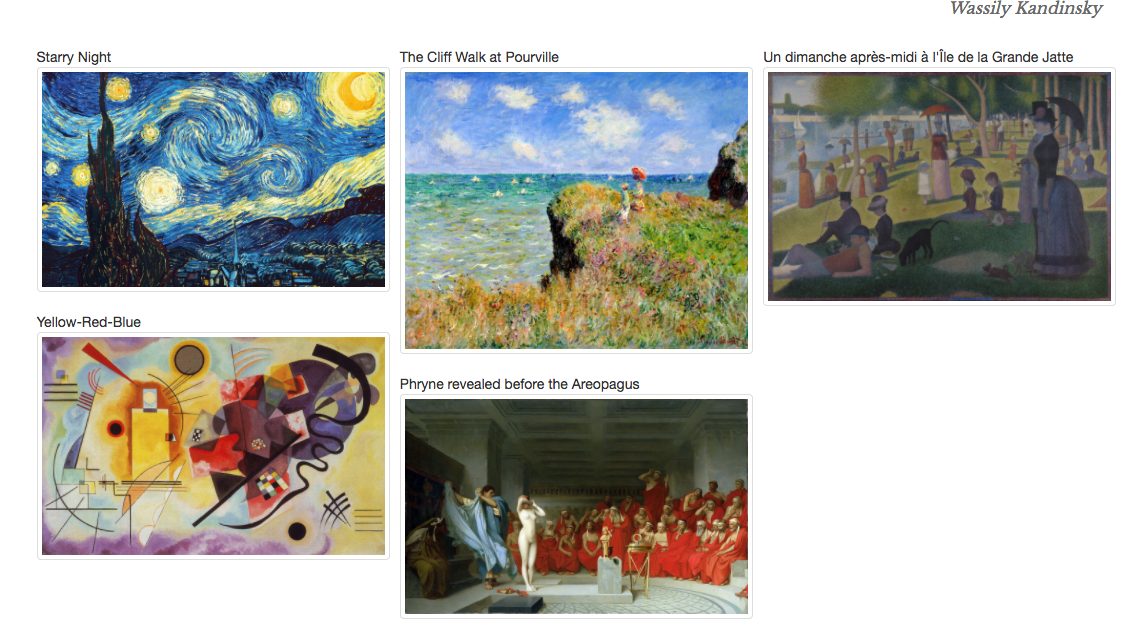 Wassily Kandinsky
Starry Night
The Cliff Walk at Pourville
Un dimanche après-midi à l'Île de la Grande Jatte
Yellow-Red-Blue
Phryne revealed before the Areopagus